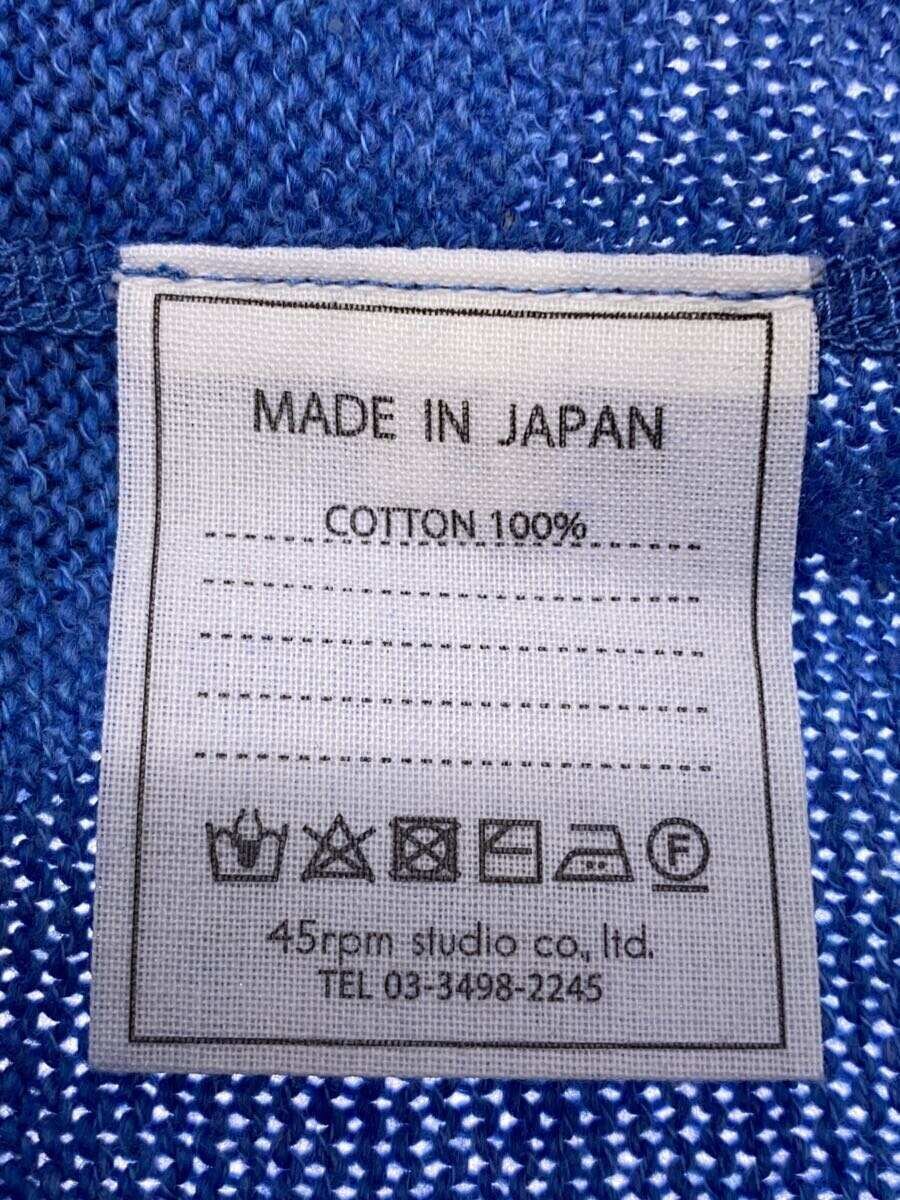 MADE IN JAPAN
COTTON 100%
F
45rpm studio co., ltd.
TEL 03-3498-2245